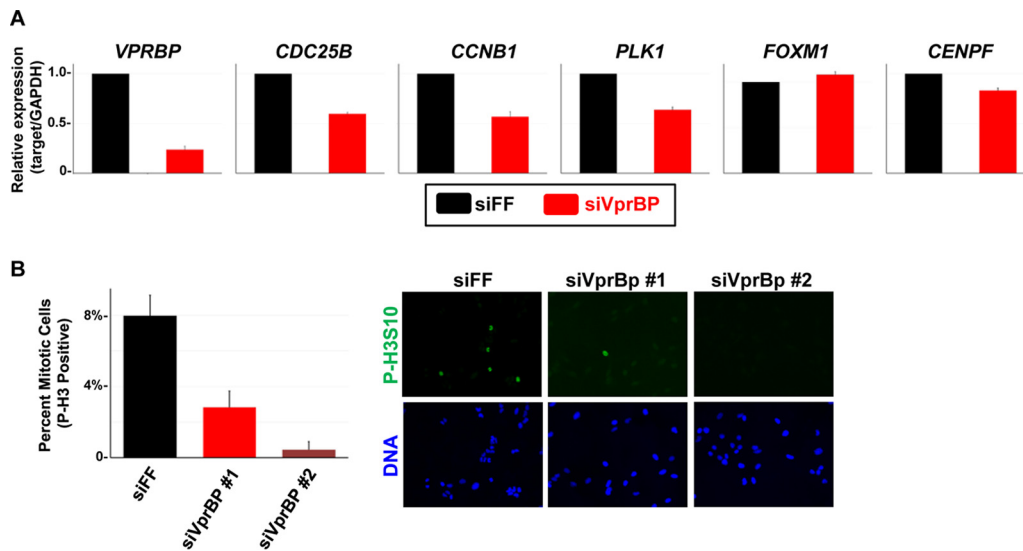 A
VPRBP CDC25B CCNB1 PLK1 FOXM1 CENPF
Relative expression
(target/GAPDH)
1.0-
0.5-
0-
siFF siVprBP
B
Percent Mitotic Cells
(P-H3 Positive)
8%-
4%-
0-
siFF siVprBP #1 siVprBP #2
siFF siVprBp #1 siVprBp #2
P-H3S10
DNA